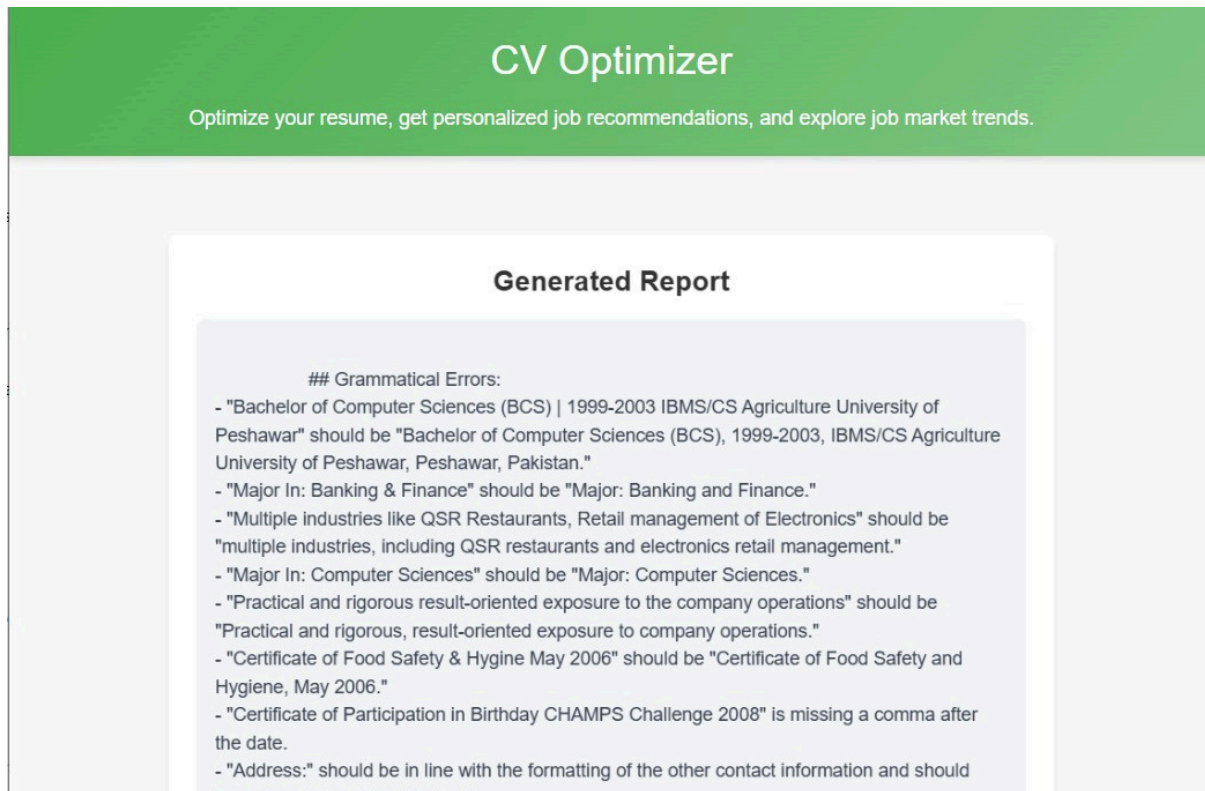 CV Optimizer
Optimize your resume, get personalized job recommendations, and explore job market trends.
Generated Report
## Grammatical Errors:
- "Bachelor of Computer Sciences (BCS) | 1999-2003 IBMS/CS Agriculture University of
Peshawar" should be "Bachelor of Computer Sciences (BCS), 1999-2003, IBMS/CS Agriculture
University of Peshawar, Peshawar, Pakistan."
- "Major In: Banking & Finance" should be "Major: Banking and Finance."
- "Multiple industries like QSR Restaurants, Retail management of Electronics" should be
"multiple industries, including QSR restaurants and electronics retail management."
- "Major In: Computer Sciences" should be "Major: Computer Sciences."
- "Practical and rigorous result-oriented exposure to the company operations" should be
"Practical and rigorous, result-oriented exposure to company operations."
- "Certificate of Food Safety & Hygine May 2006" should be "Certificate of Food Safety and
Hygiene, May 2006."
- "Certificate of Participation in Birthday CHAMPS Challenge 2008" is missing a comma after
the date.
- "Address:" should be in line with the formatting of the other contact information and should